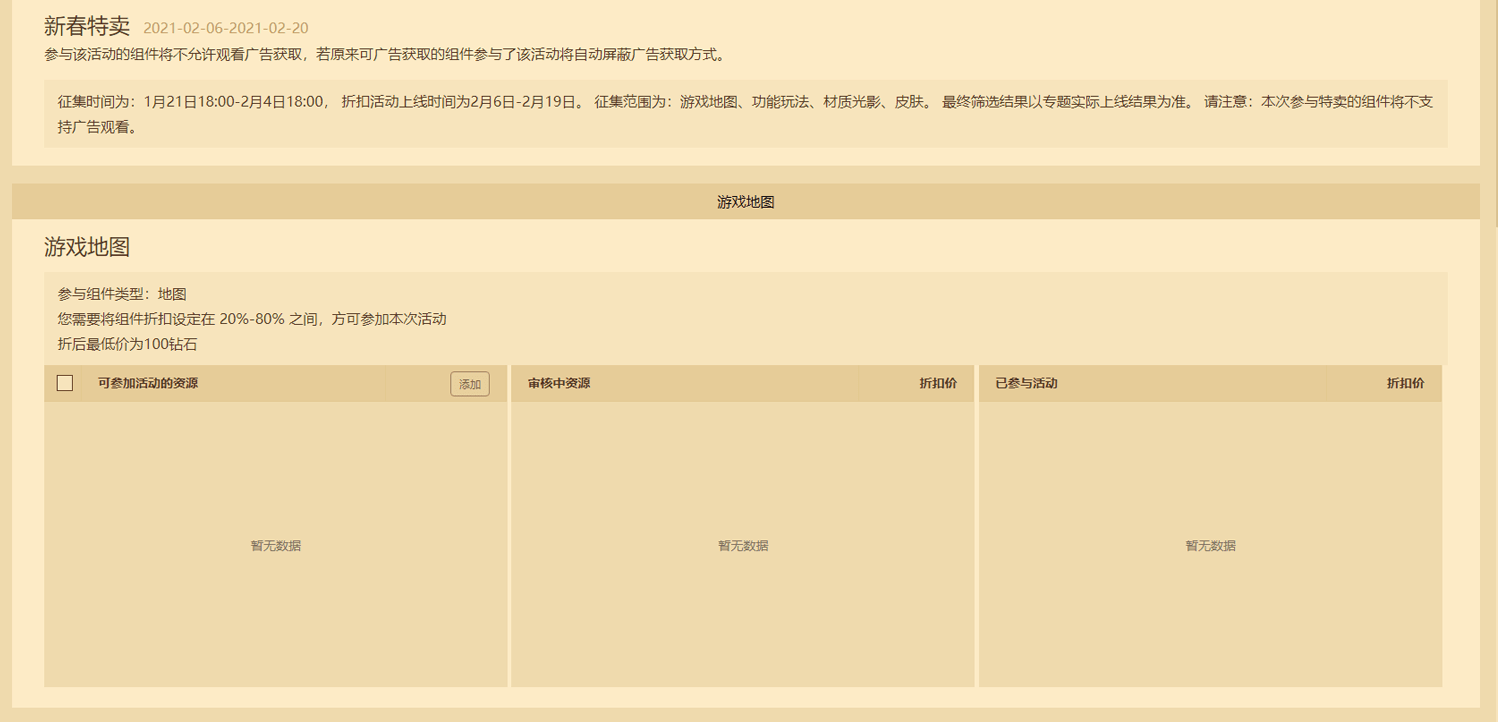 新春特卖 2021-02-06-2021-02-20
参与该活动的组件将不允许观看广告获取，若原来可广告获取的组件参与了该活动将自动屏蔽广告获取方式。
征集时间为：1月21日18:00-2月4日18:00， 折扣活动上线时间为2月6日-2月19日。 征集范围为：游戏地图、功能玩法、材质光影、皮肤。 最终筛选结果以专题实际上线结果为准。 请注意：本次参与特卖的组件将不支
持广告观看。
游戏地图
游戏地图
参与组件类型：地图
您需要将组件折扣设定在 20%-80% 之间，方可参加本次活动
折后最低价为100钻石
可参加活动的资源 添加 审核中资源 折扣价 已参与活动 折扣价
暂无数据 暂无数据 暂无数据